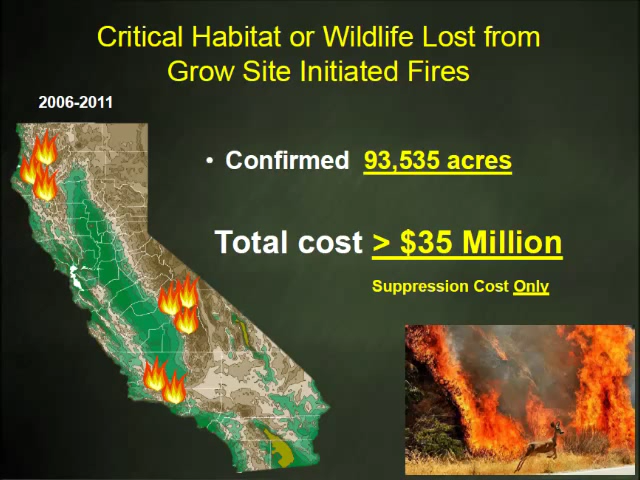 Critical Habitat or Wildlife Lost from
Grow Site Initiated Fires
2006-2011
• Confirmed 93,535 acres
Total cost > $35 Million
Suppression Cost Only